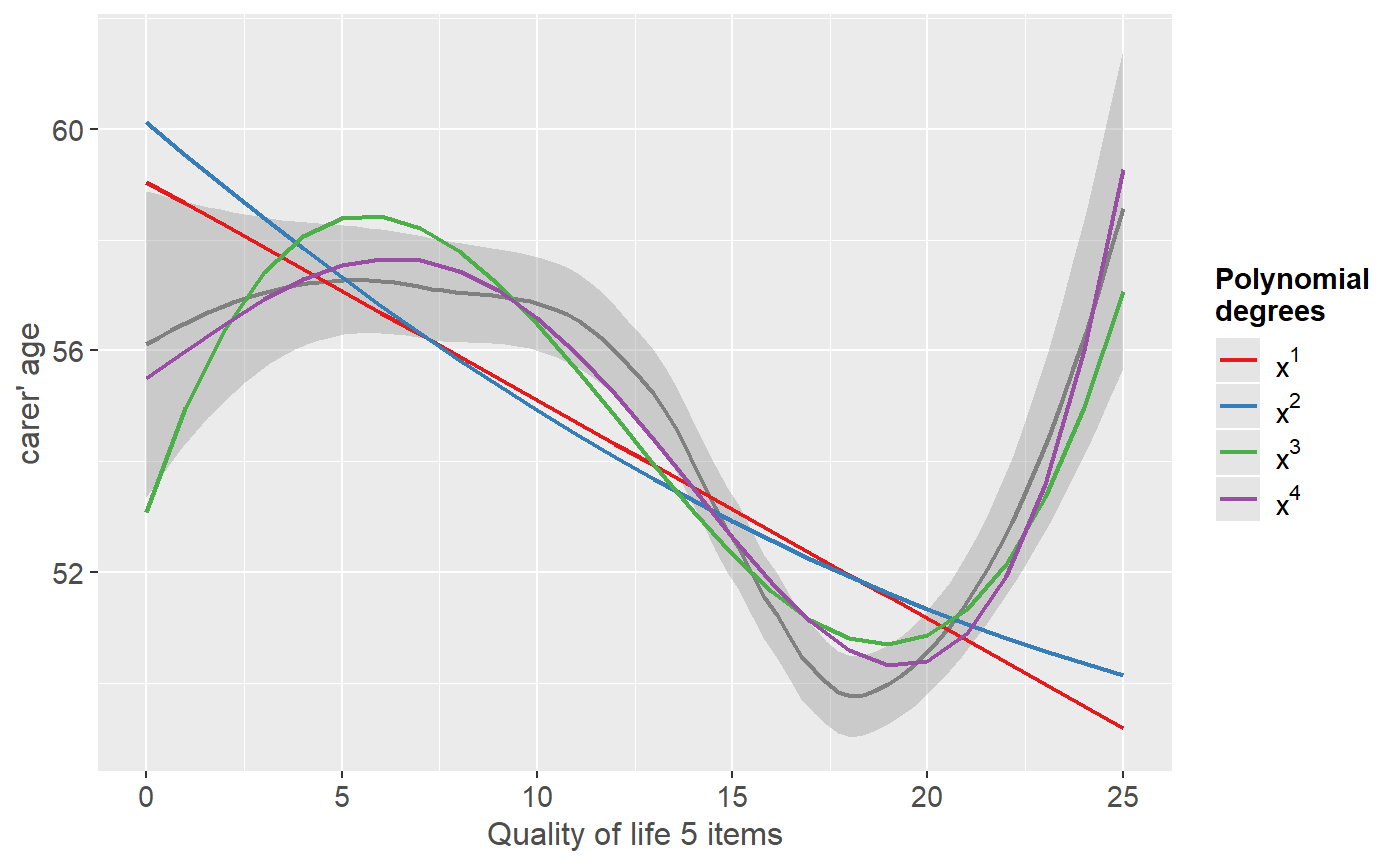 60
56
52
carer' age
0 5 10 15 20 25
Quality of life 5 items
Polynomial
degrees
x¹
x²
x³
x⁴